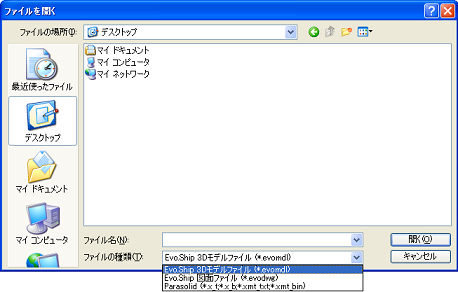 ファイルを開く
ファイルの場所(I):
デスクトップ
マイ ドキュメント
マイ コンピュータ
マイ ネットワーク
最近使ったファイル
デスクトップ
マイ ドキュメント
マイ コンピュータ
ファイル名(N):
開く(O)
ファイルの種類(T):
Evo.Ship 3Dモデルファイル (*.evomdl)
キャンセル
Evo.Ship 3Dモデルファイル (*.evomdl)
Evo.Ship 図面ファイル (*.evodwg)
Parasolid (*.x_t;*.x_b;*.xmt_txt;*.xmt_bin)